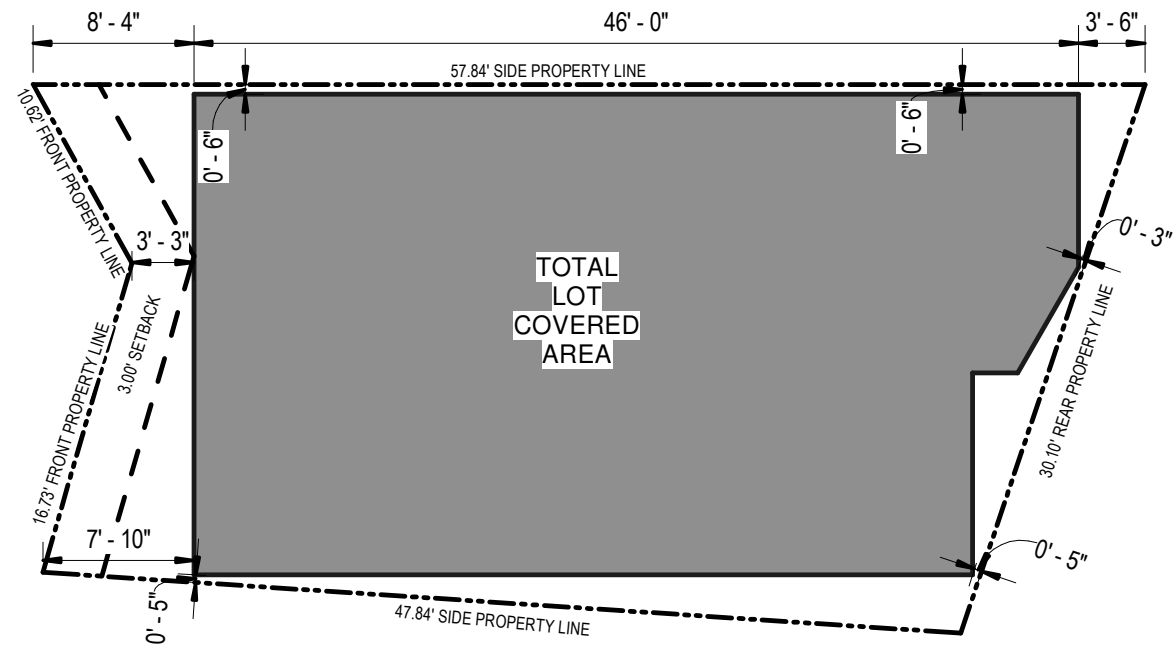 8' - 4"
46' - 0"
3' - 6"
57.84' SIDE PROPERTY LINE
10.62' FRONT PROPERTY LINE
0' - 6"
0' - 6"
3' - 3"
0' - 3"
TOTAL
LOT
COVERED
AREA
3.00' SETBACK
16.73' FRONT PROPERTY LINE
30.10' REAR PROPERTY LINE
7' - 10"
0' - 5"
0' - 5"
47.84' SIDE PROPERTY LINE